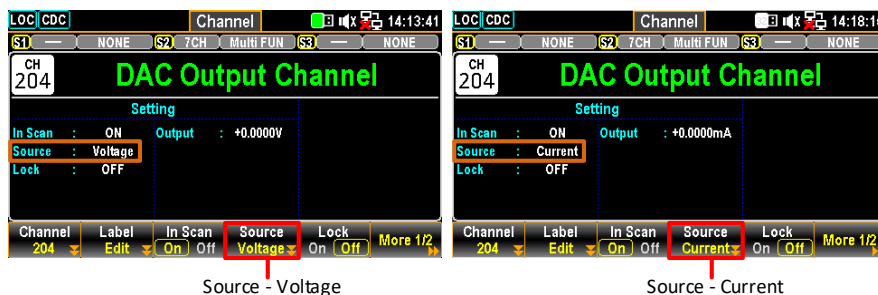 LOC CDC Channel 14:13:41
S1 — NONE S2 7CH Multi FUN S3 — NONE
CH
204
DAC Output Channel
Setting
In Scan : ON Output : +0.0000V
Source : Voltage
Lock : OFF
Channel Label In Scan Source Lock More 1/2
204 Edit On Off Voltage On Off
Source - Voltage
LOC CDC Channel 14:18:1
S1 — NONE S2 7CH Multi FUN S3 — NONE
CH
204
DAC Output Channel
Setting
In Scan : ON Output : +0.0000mA
Source : Current
Lock : OFF
Channel Label In Scan Source Lock More 1/2
204 Edit On Off Current On Off
Source - Current